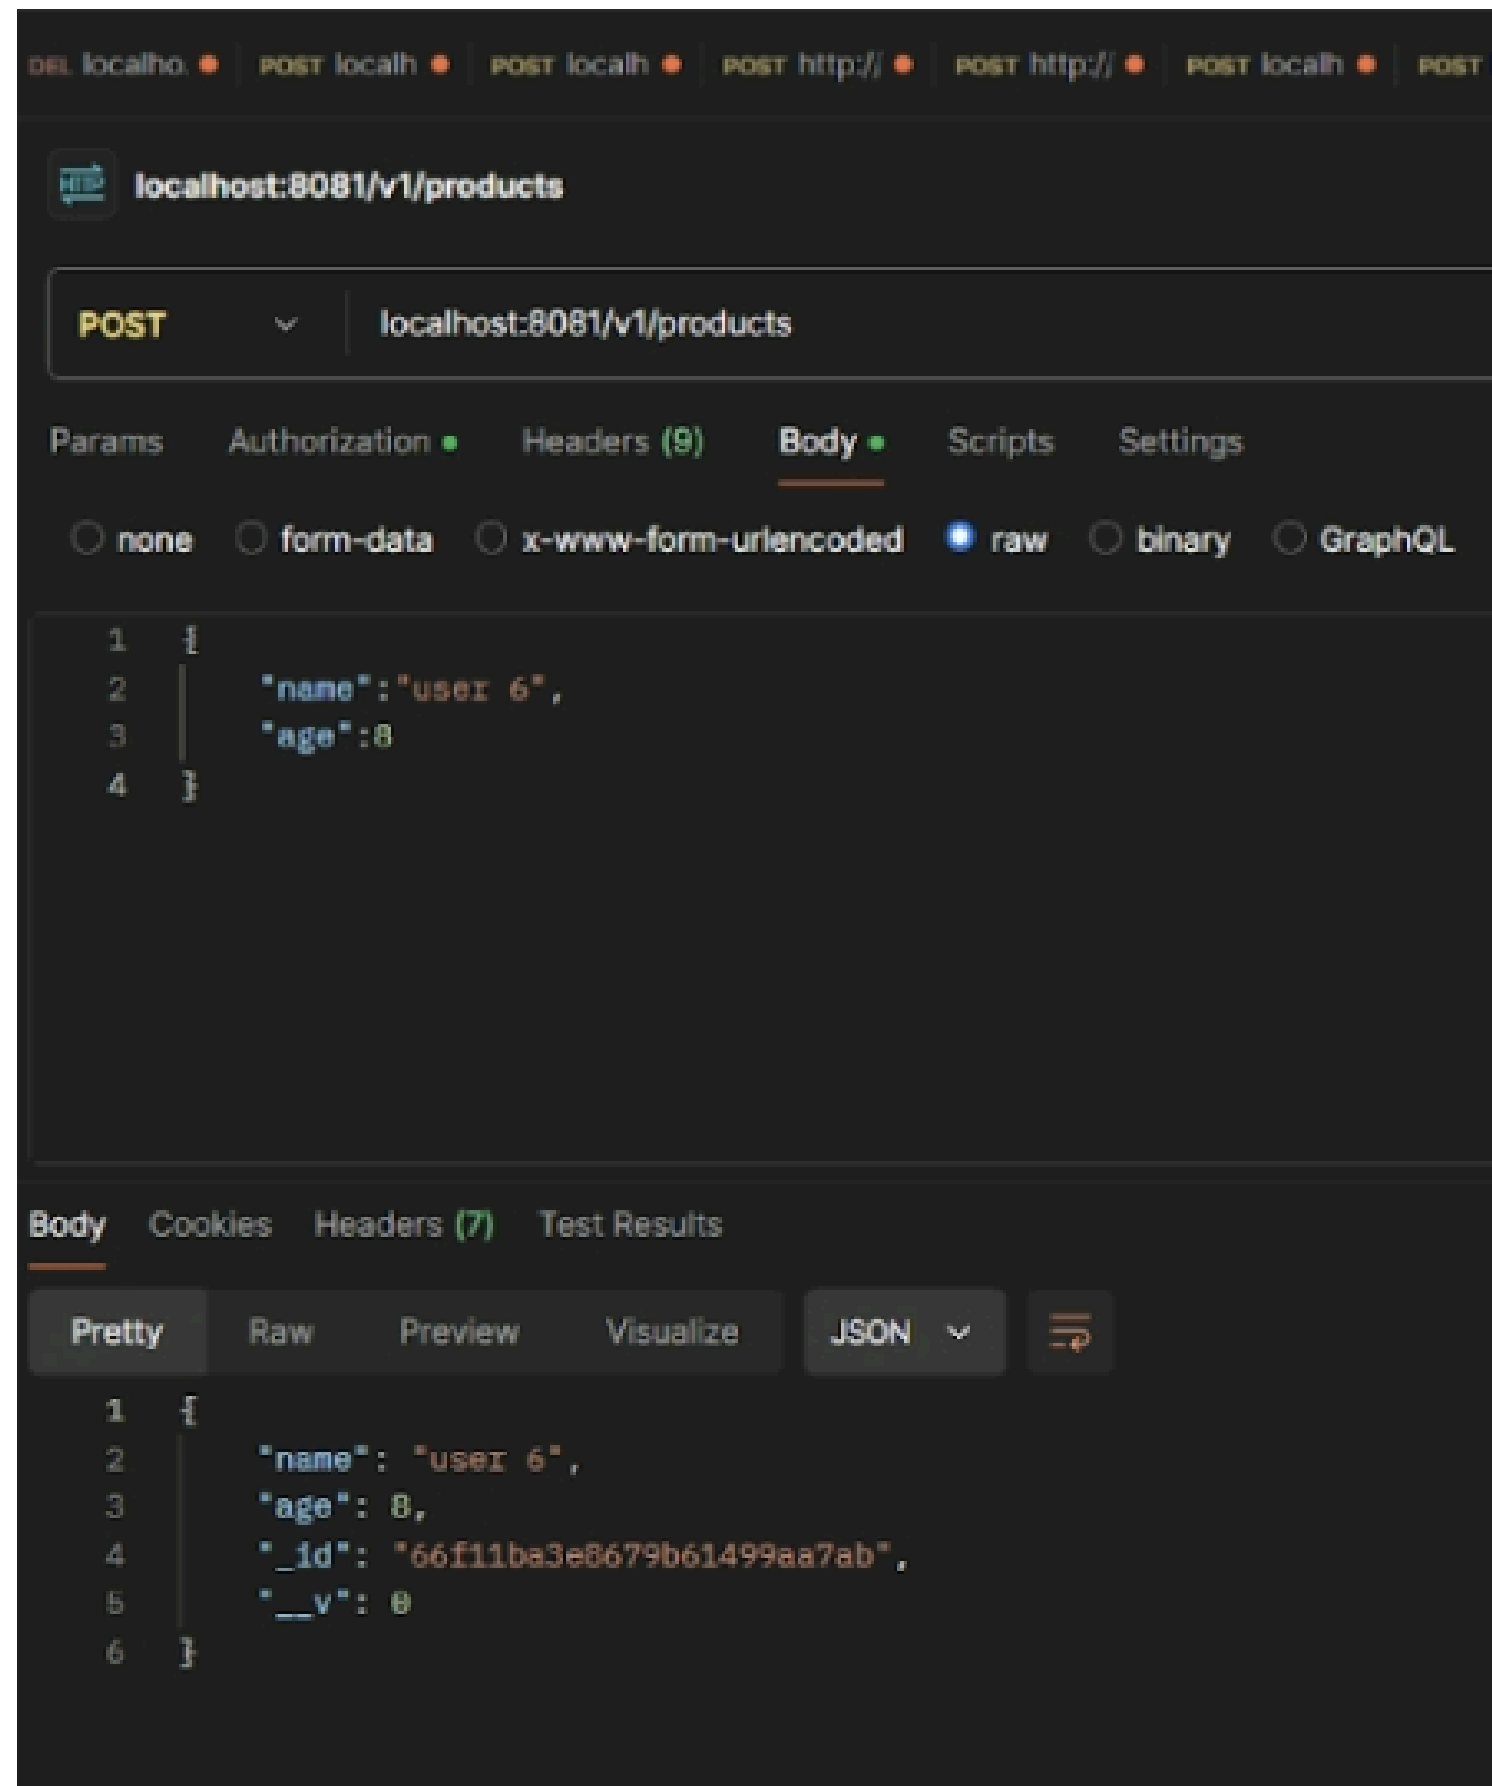 DEL localho. POST localh POST localh POST http:// POST http:// POST localh POST
HTTP localhost:8081/v1/products
POST localhost:8081/v1/products
Params Authorization Headers (9) Body Scripts Settings
none form-data x-www-form-urlencoded raw binary GraphQL
1 {
2 "name":"user 6",
3 "age":8
4 }
Body Cookies Headers (7) Test Results
Pretty Raw Preview Visualize JSON
1 {
2 "name": "user 6",
3 "age": 8,
4 "_id": "66f11ba3e8679b61499aa7ab",
5 "__v": 0
6 }